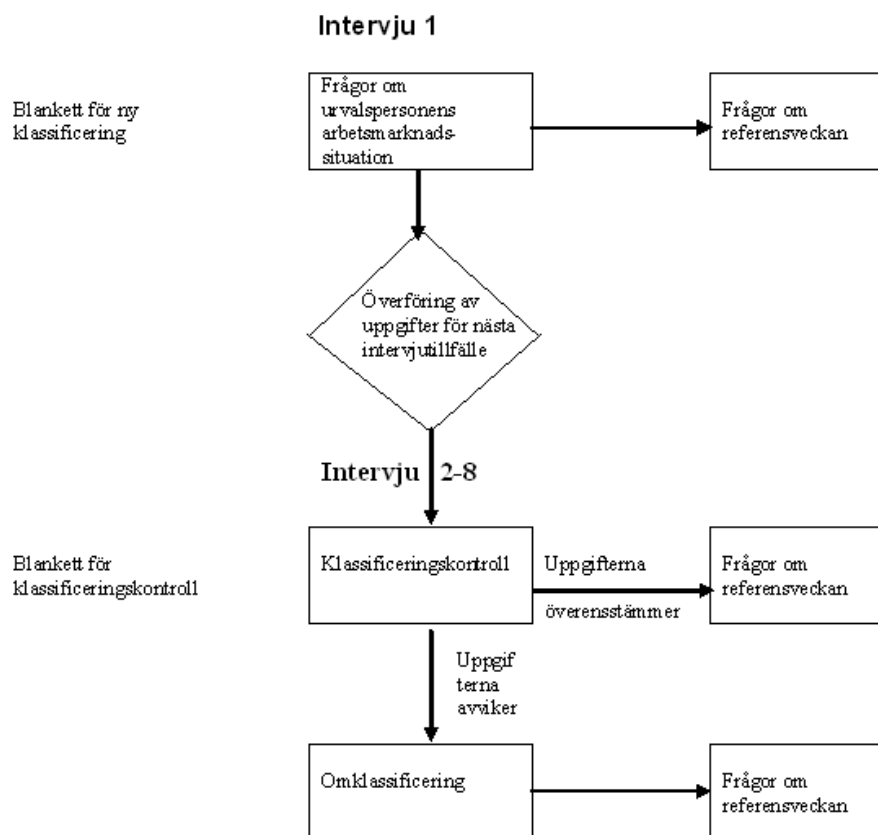 Intervju 1
Blankett för ny
klassificering
Frågor om
urvalspersonens
arbetsmarknads-
situation
Frågor om
referensveckan
Överföring av
uppgifter för nästa
intervjutillfälle
Intervju 2-8
Blankett för
klassificeringskontroll
Klassificeringskontroll
Uppgifterna
överensstämmer
Frågor om
referensveckan
Uppgif
terna
avviker
Omklassificering
Frågor om
referensveckan